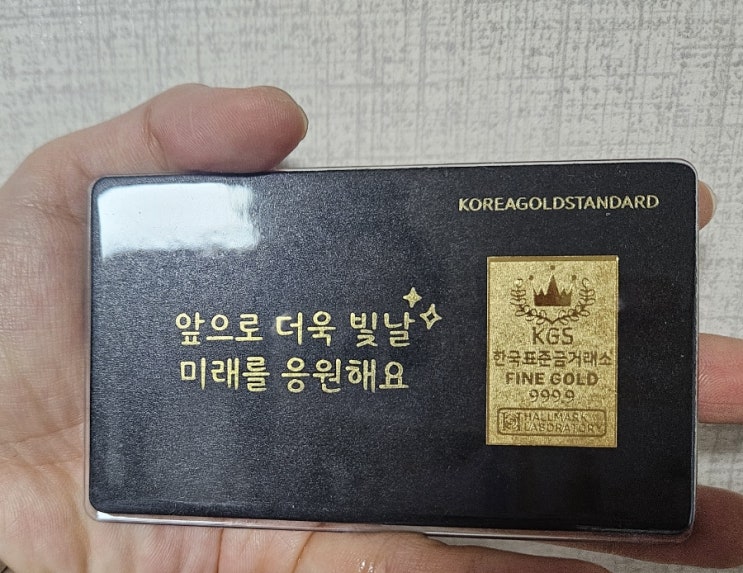 KOREAGOLDSTANDARD
앞으로 더욱 빛날
미래를 응원해요
KGS
한국표준금거래소
FINE GOLD
999.9
HALLMARK
LABORATORY